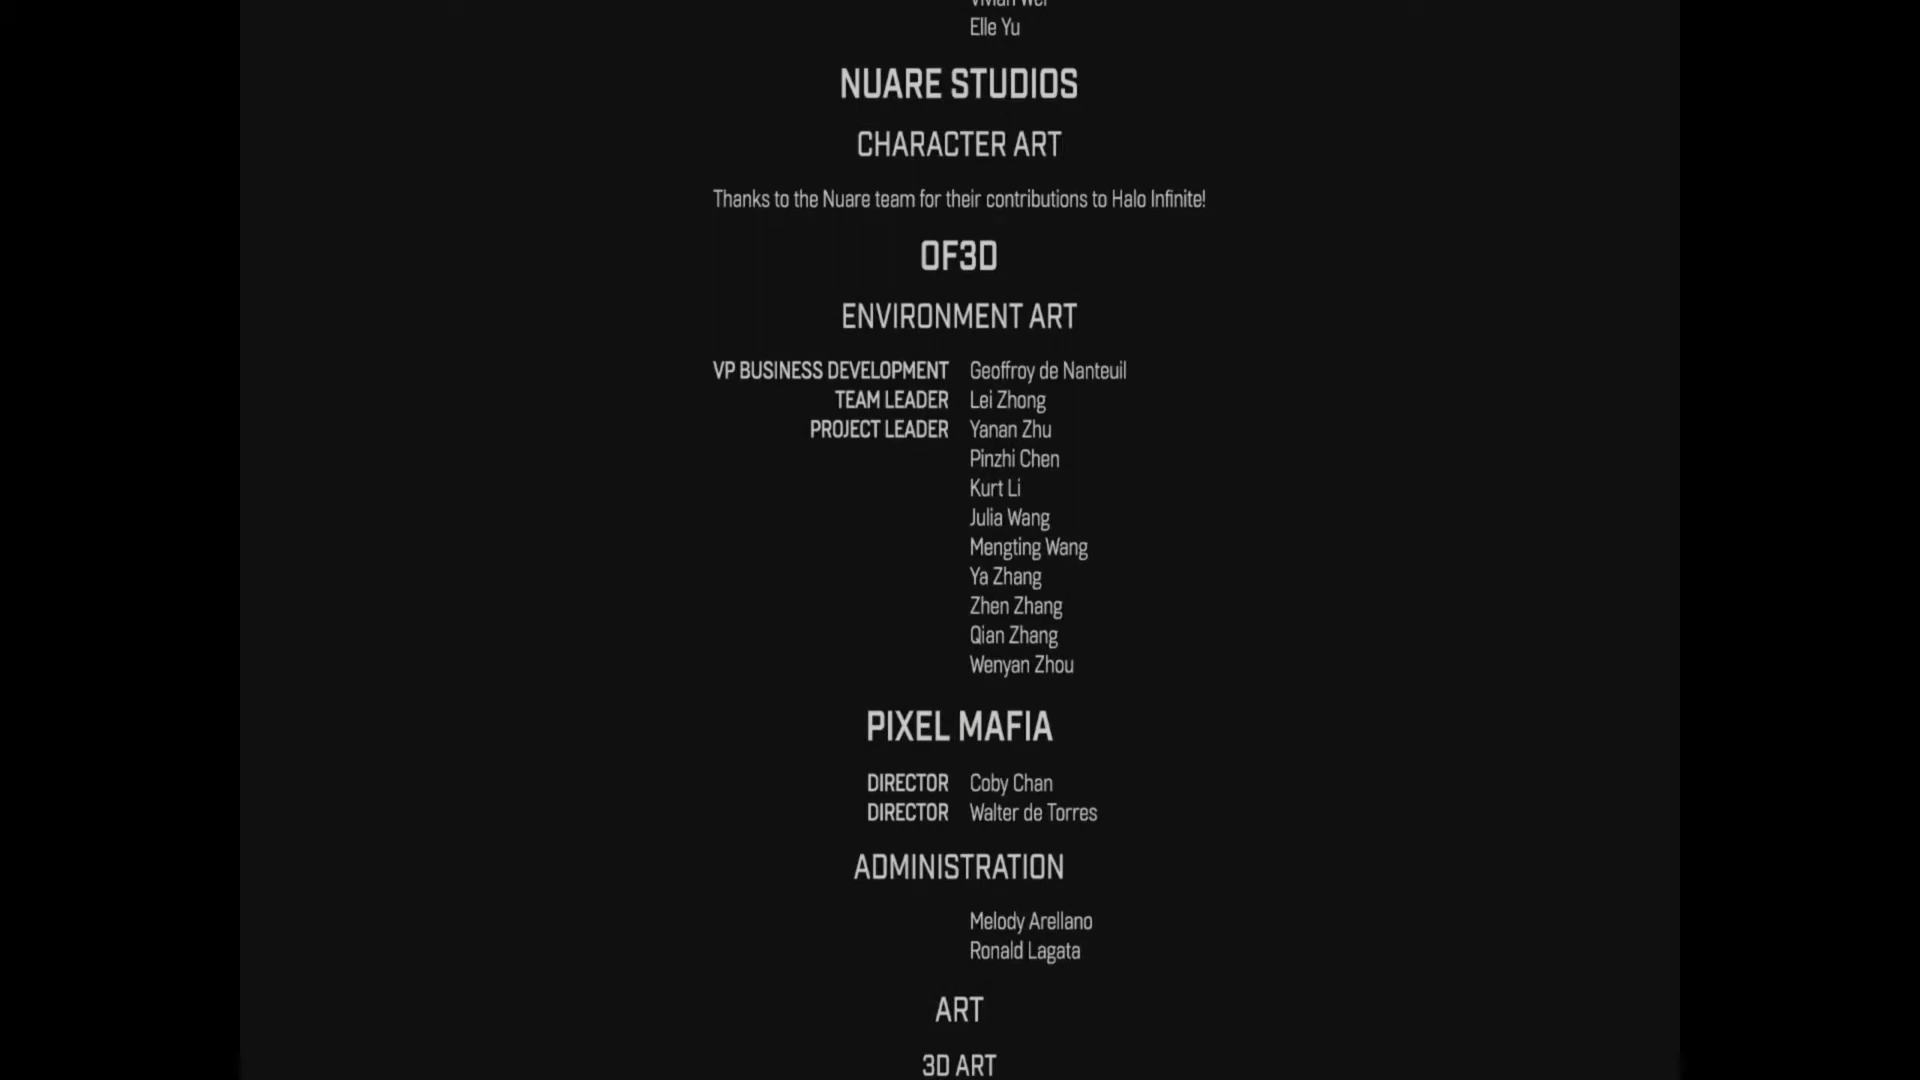 Vivian Wei
Elle Yu
NUARE STUDIOS
CHARACTER ART
Thanks to the Nuare team for their contributions to Halo Infinite!
OF3D
ENVIRONMENT ART
VP BUSINESS DEVELOPMENT Geoffroy de Nanteuil
TEAM LEADER Lei Zhong
PROJECT LEADER Yanan Zhu
Pinzhi Chen
Kurt Li
Julia Wang
Mengting Wang
Ya Zhang
Zhen Zhang
Qian Zhang
Wenyan Zhou
PIXEL MAFIA
DIRECTOR Coby Chan
DIRECTOR Walter de Torres
ADMINISTRATION
Melody Arellano
Ronald Lagata
ART
3D ART